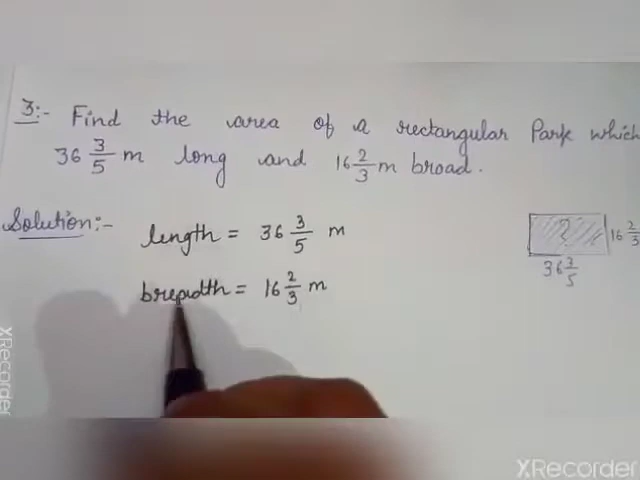 3:- Find the area of a rectangular Park which
36 3/5 m long and 16 2/3 m broad.
Solution:- length = 36 3/5 m
breadth = 16 2/3 m
16 2/3
36 3/5
XRecorder
XRecorder